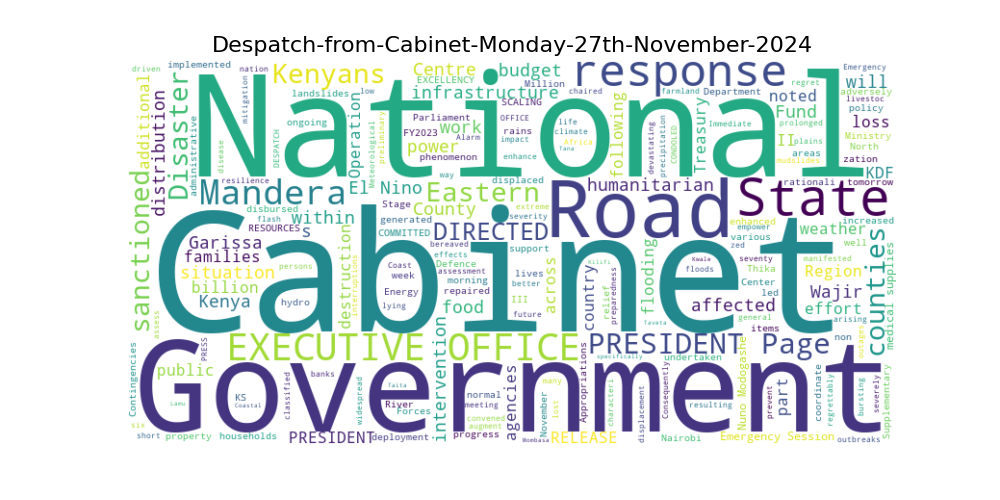 Despatch-from-Cabinet-Monday-27th-November-2024
driven implemented nation Kenyans Centre budget response Emergency
EXCELLENCY infrastructure Million chaired farmland Department regret will adversely
additional Disaster mitigation landslides low SCALING noted livestoc
National
distribution administrative disease DESPATCH ongoing Operation Meteorological preliminary Parliament OFFICE life following devastating precipitation CONDOLED Treasury Immediate prolonged Fund policy loss
FY2023 work Alarm rains impact climate Africa Tana II plains Ministry
power phenomenon enhance way areas mudslides North zation KDF
sanctioned resilience Mandera El Nino displaced Eastern humanitarian State rationali tomorrow
disbursed within Stage County extreme severity Road enhanced empower increased
flash RESOURCES s generated COMMITTED DIRECTED various weather
Garissa families persons destruction interruptions bereaved effects support flooding zed seventy well manifested
Cabinet
situation Coast week Defence assessment morning lives better across country relief preparedness Kilifi Kwale floods Thika Center led Region counties medical supplies
billion Kenya hydro Energy lying repaired food III future Taveta affected general items Wajir effort arising
assess PRESS EXECUTIVE OFFICE PRESIDENT Page non outages
Contingencies public banks intervention specifically undertaken
Government
Lamu KS Coastal classified Taita River Forces normal meeting agencies many loss characteri Appropriations Consequently Nuno Modogashe prevent part coordinate regrettably bursting severely Supplementary
six widespread convened augment November displacement resulting
short property households PRESIDENT deployment progress Mombasa RELEASE Nairobi Emergency Session outbreaks